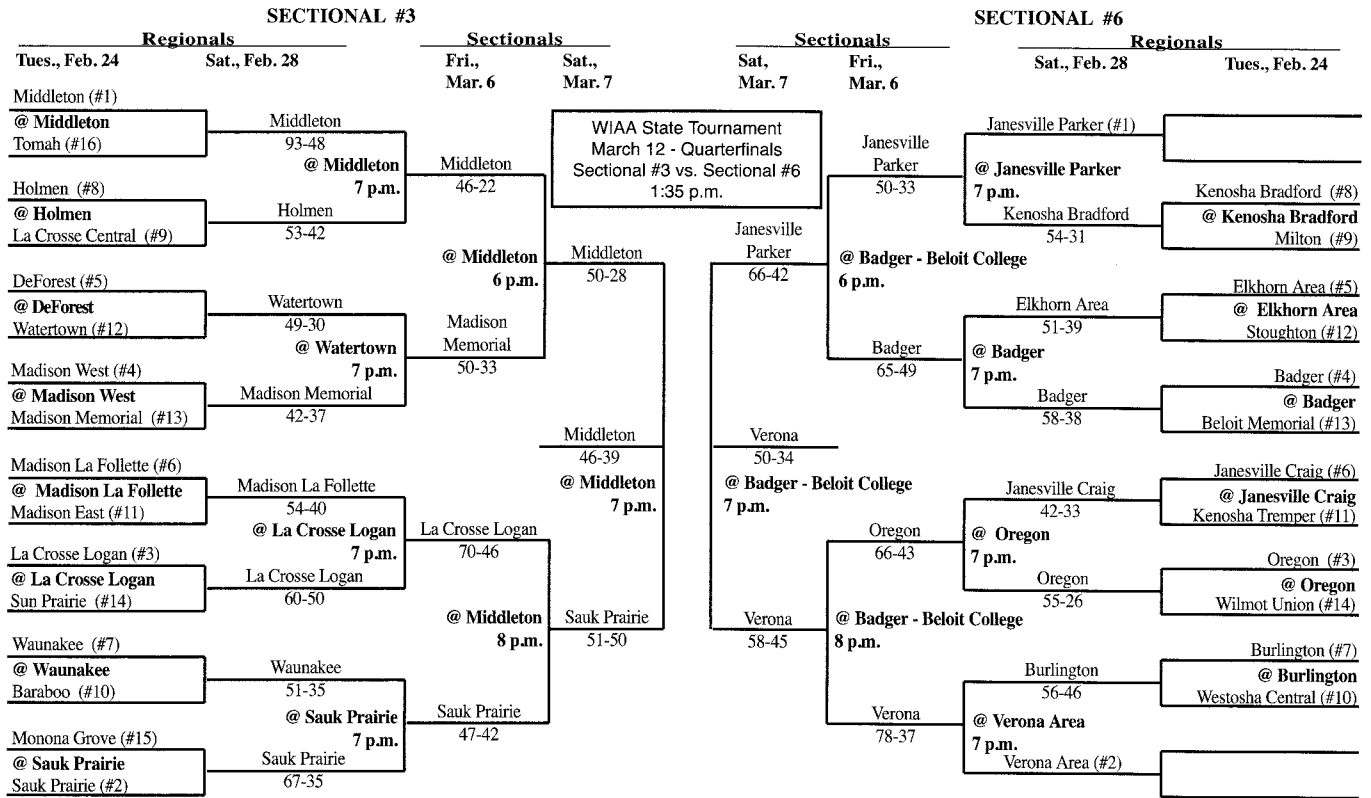 SECTIONAL #3
Regionals
Sectionals
Tues., Feb. 24
Sat., Feb. 28
Fri.,
Mar. 6
Sat.,
Mar. 7
Middleton (#1)
@ Middleton
Tomah (#16)
Holmen (#8)
@ Holmen
La Crosse Central (#9)
DeForest (#5)
@ DeForest
Watertown (#12)
Madison West (#4)
@ Madison West
Madison Memorial (#13)
Madison La Follette (#6)
@ Madison La Follette
Madison East (#11)
La Crosse Logan (#3)
@ La Crosse Logan
Sun Prairie (#14)
Waunakee (#7)
@ Waunakee
Baraboo (#10)
Monona Grove (#15)
@ Sauk Prairie
Sauk Prairie (#2)
Middleton
93-48
@ Middleton
7 p.m.
Holmen
53-42
Watertown
49-30
@ Watertown
7 p.m.
Madison Memorial
42-37
Madison La Follette
54-40
@ La Crosse Logan
7 p.m.
La Crosse Logan
60-50
Waunakee
51-35
@ Sauk Prairie
7 p.m.
Sauk Prairie
67-35
Middleton
46-22
@ Middleton
6 p.m.
Madison
Memorial
50-33
La Crosse Logan
70-46
@ Middleton
8 p.m.
Sauk Prairie
47-42
Middleton
50-28
Middleton
46-39
@ Middleton
7 p.m.
Sauk Prairie
51-50
WIAA State Tournament
March 12 - Quarterfinals
Sectional #3 vs. Sectional #6
1:35 p.m.
SECTIONAL #6
Sectionals
Regionals
Sat,
Mar. 7
Fri.,
Mar. 6
Sat., Feb. 28
Tues., Feb. 24
Janesville
Parker
66-42
Verona
50-34
@ Badger - Beloit College
7 p.m.
Verona
58-45
Janesville
Parker
50-33
@ Badger - Beloit College
6 p.m.
Badger
65-49
Oregon
66-43
@ Badger - Beloit College
8 p.m.
Verona
78-37
Janesville Parker (#1)
@ Janesville Parker
7 p.m.
Kenosha Bradford
54-31
Elkhorn Area
51-39
@ Badger
7 p.m.
Badger
58-38
Janesville Craig
42-33
@ Oregon
7 p.m.
Oregon
55-26
Burlington
56-46
@ Verona Area
7 p.m.
Verona Area (#2)
Kenosha Bradford (#8)
@ Kenosha Bradford
Milton (#9)
Elkhorn Area (#5)
@ Elkhorn Area
Stoughton (#12)
Badger (#4)
@ Badger
Beloit Memorial (#13)
Janesville Craig (#6)
@ Janesville Craig
Kenosha Tremper (#11)
Oregon (#3)
@ Oregon
Wilmot Union (#14)
Burlington (#7)
@ Burlington
Westosha Central (#10)